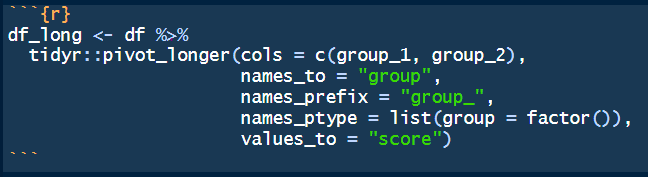 ```{r}
df_long <- df %>%
  tidyr::pivot_longer(cols = c(group_1, group_2),
                      names_to = "group",
                      names_prefix = "group_",
                      names_ptype = list(group = factor()),
                      values_to = "score")
```